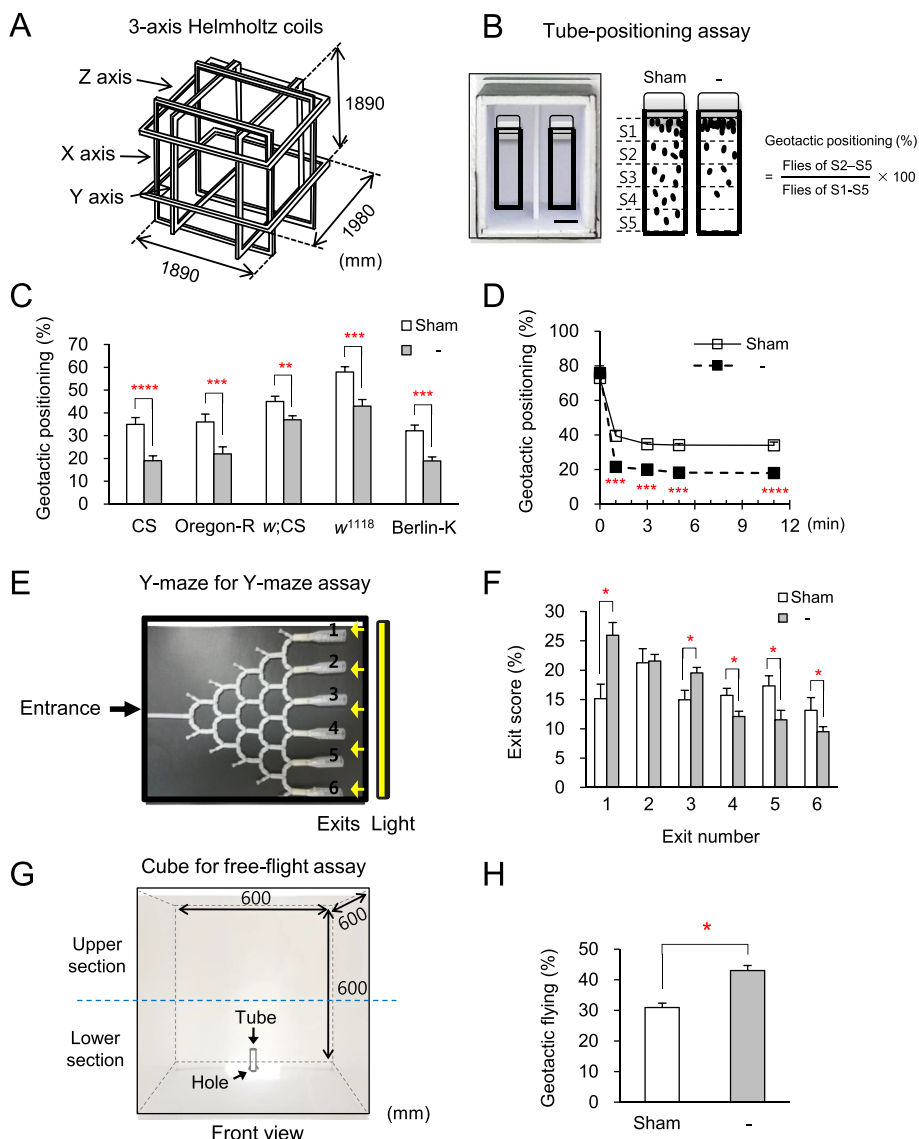 A
3-axis Helmholtz coils
Z axis
X axis
Y axis
1890
1980
1890
(mm)
B
Tube-positioning assay
Sham
-
S1
S2
S3
S4
S5
Geotactic positioning (%)
= Flies of S2–S5 × 100
Flies of S1-S5
C
Geotactic positioning (%)
70
60
50
40
30
20
10
0
Sham
-
****
***
**
***
***
CS
Oregon-R
w;CS
w1118
Berlin-K
D
Geotactic positioning (%)
100
80
60
40
20
0
Sham
-
***
***
***
****
0 3 6 9 12 (min)
E
Y-maze for Y-maze assay
Entrance
1
2
3
4
5
6
Exits
Light
F
Exit score (%)
30
25
20
15
10
5
0
Sham
-
*
*
*
*
*
1 2 3 4 5 6
Exit number
G
Cube for free-flight assay
600
600
600
Upper
section
Lower
section
Tube
Hole
(mm)
Front view
H
Geotactic flying (%)
50
40
30
20
10
0
*
Sham
-